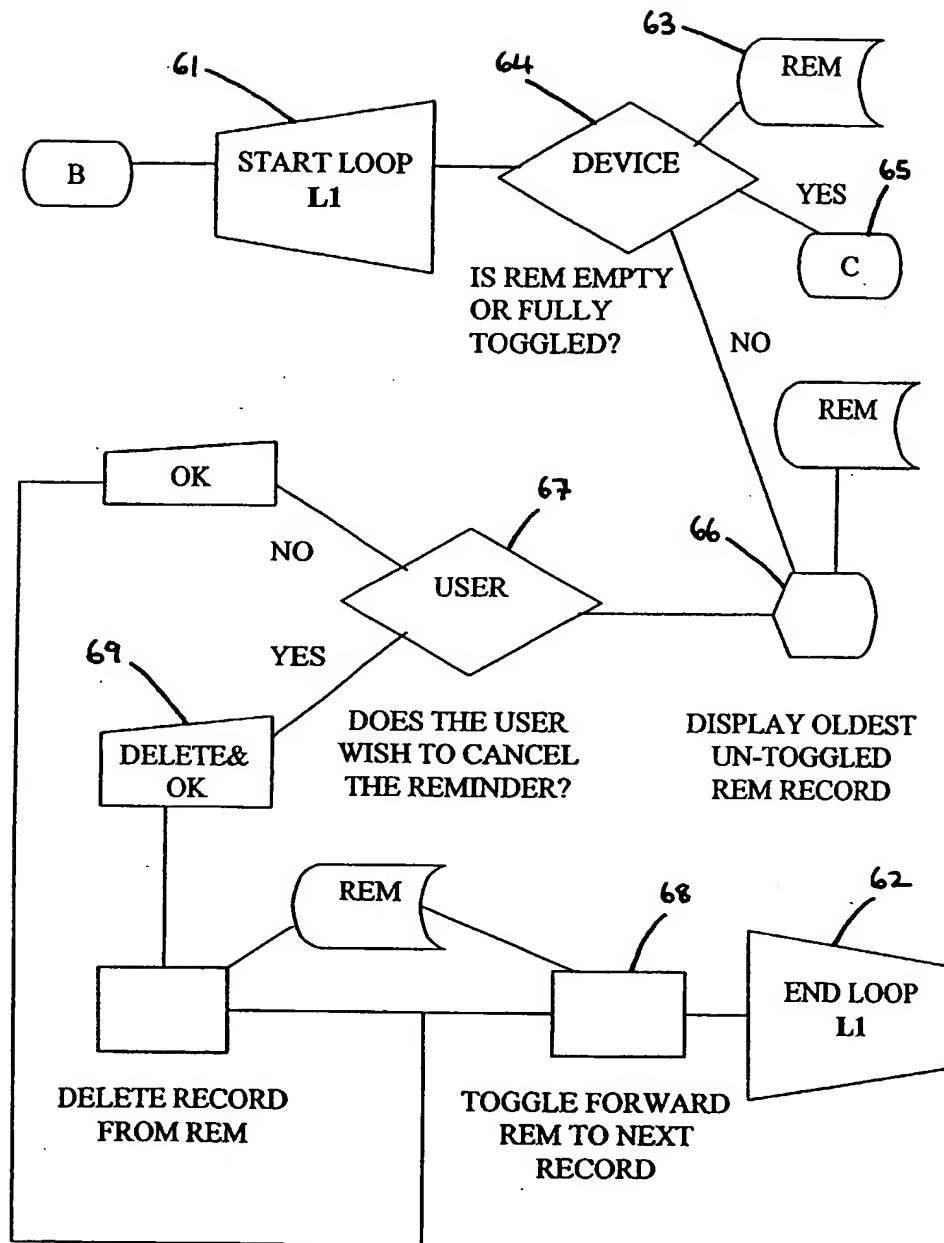 61
64
63
REM
B
START LOOP
L1
DEVICE
YES
65
C
IS REM EMPTY
OR FULLY
TOGGLED?
NO
REM
OK
67
66
NO
USER
YES
69
DELETE&
OK
DOES THE USER
WISH TO CANCEL
THE REMINDER?
DISPLAY OLDEST
UN-TOGGLED
REM RECORD
REM
68
62
END LOOP
L1
DELETE RECORD
FROM REM
TOGGLE FORWARD
REM TO NEXT
RECORD